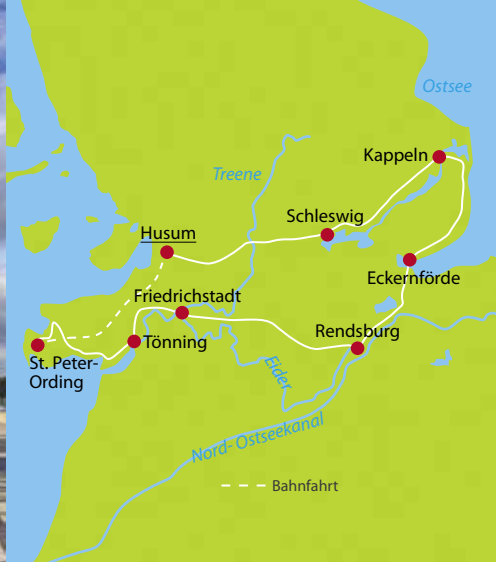 Ostsee
Kappeln
Treene
Schleswig
Husum
Eckernförde
Friedrichstadt
Rendsburg
Tönning
St. Peter-
Ording
Eider
Nord-Ostseekanal
Bahnfahrt